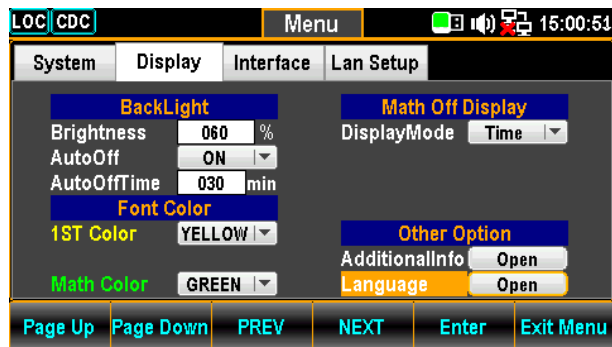 LOC CDC Menu 15:00:51
System Display Interface Lan Setup
BackLight
Brightness 060 %
AutoOff ON
AutoOffTime 030 min
Font Color
1ST Color YELLOW
Math Color GREEN
Math Off Display
DisplayMode Time
Other Option
AdditionalInfo Open
Language Open
Page Up Page Down PREV NEXT Enter Exit Menu